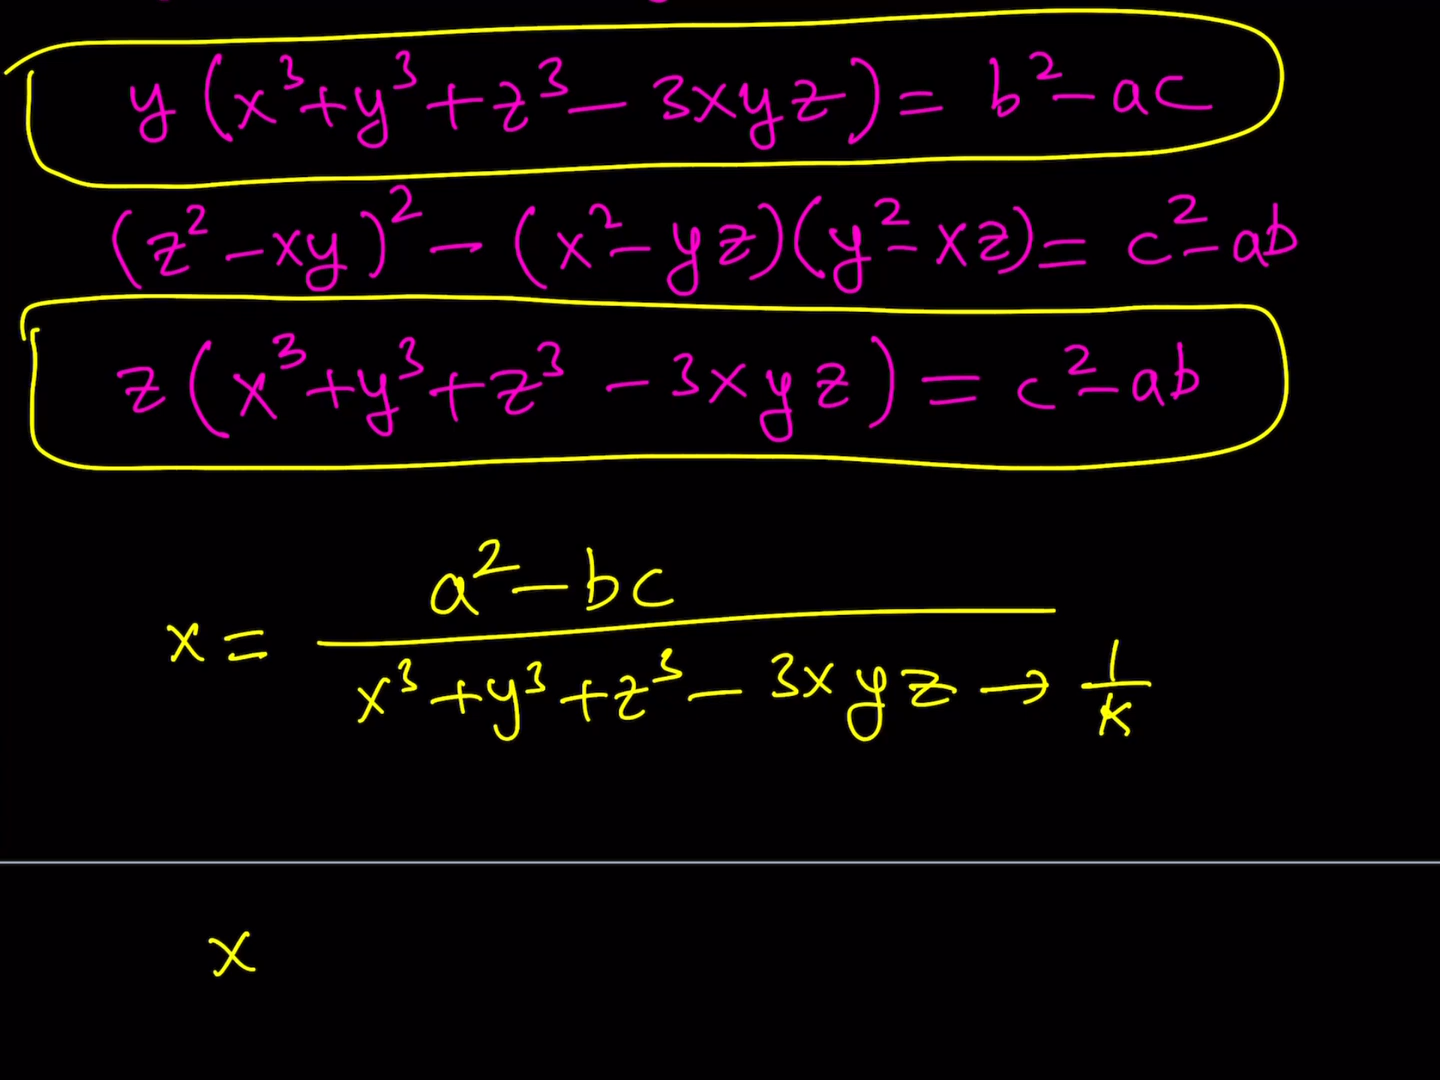 y(x³+y³+z³−3xyz)=b²−ac
(z²−xy)²−(x²−yz)(y²−xz)=c²−ab
z(x³+y³+z³−3xyz)=c²−ab
a²−bc
x=
x³+y³+z³−3xyz→1/k
x